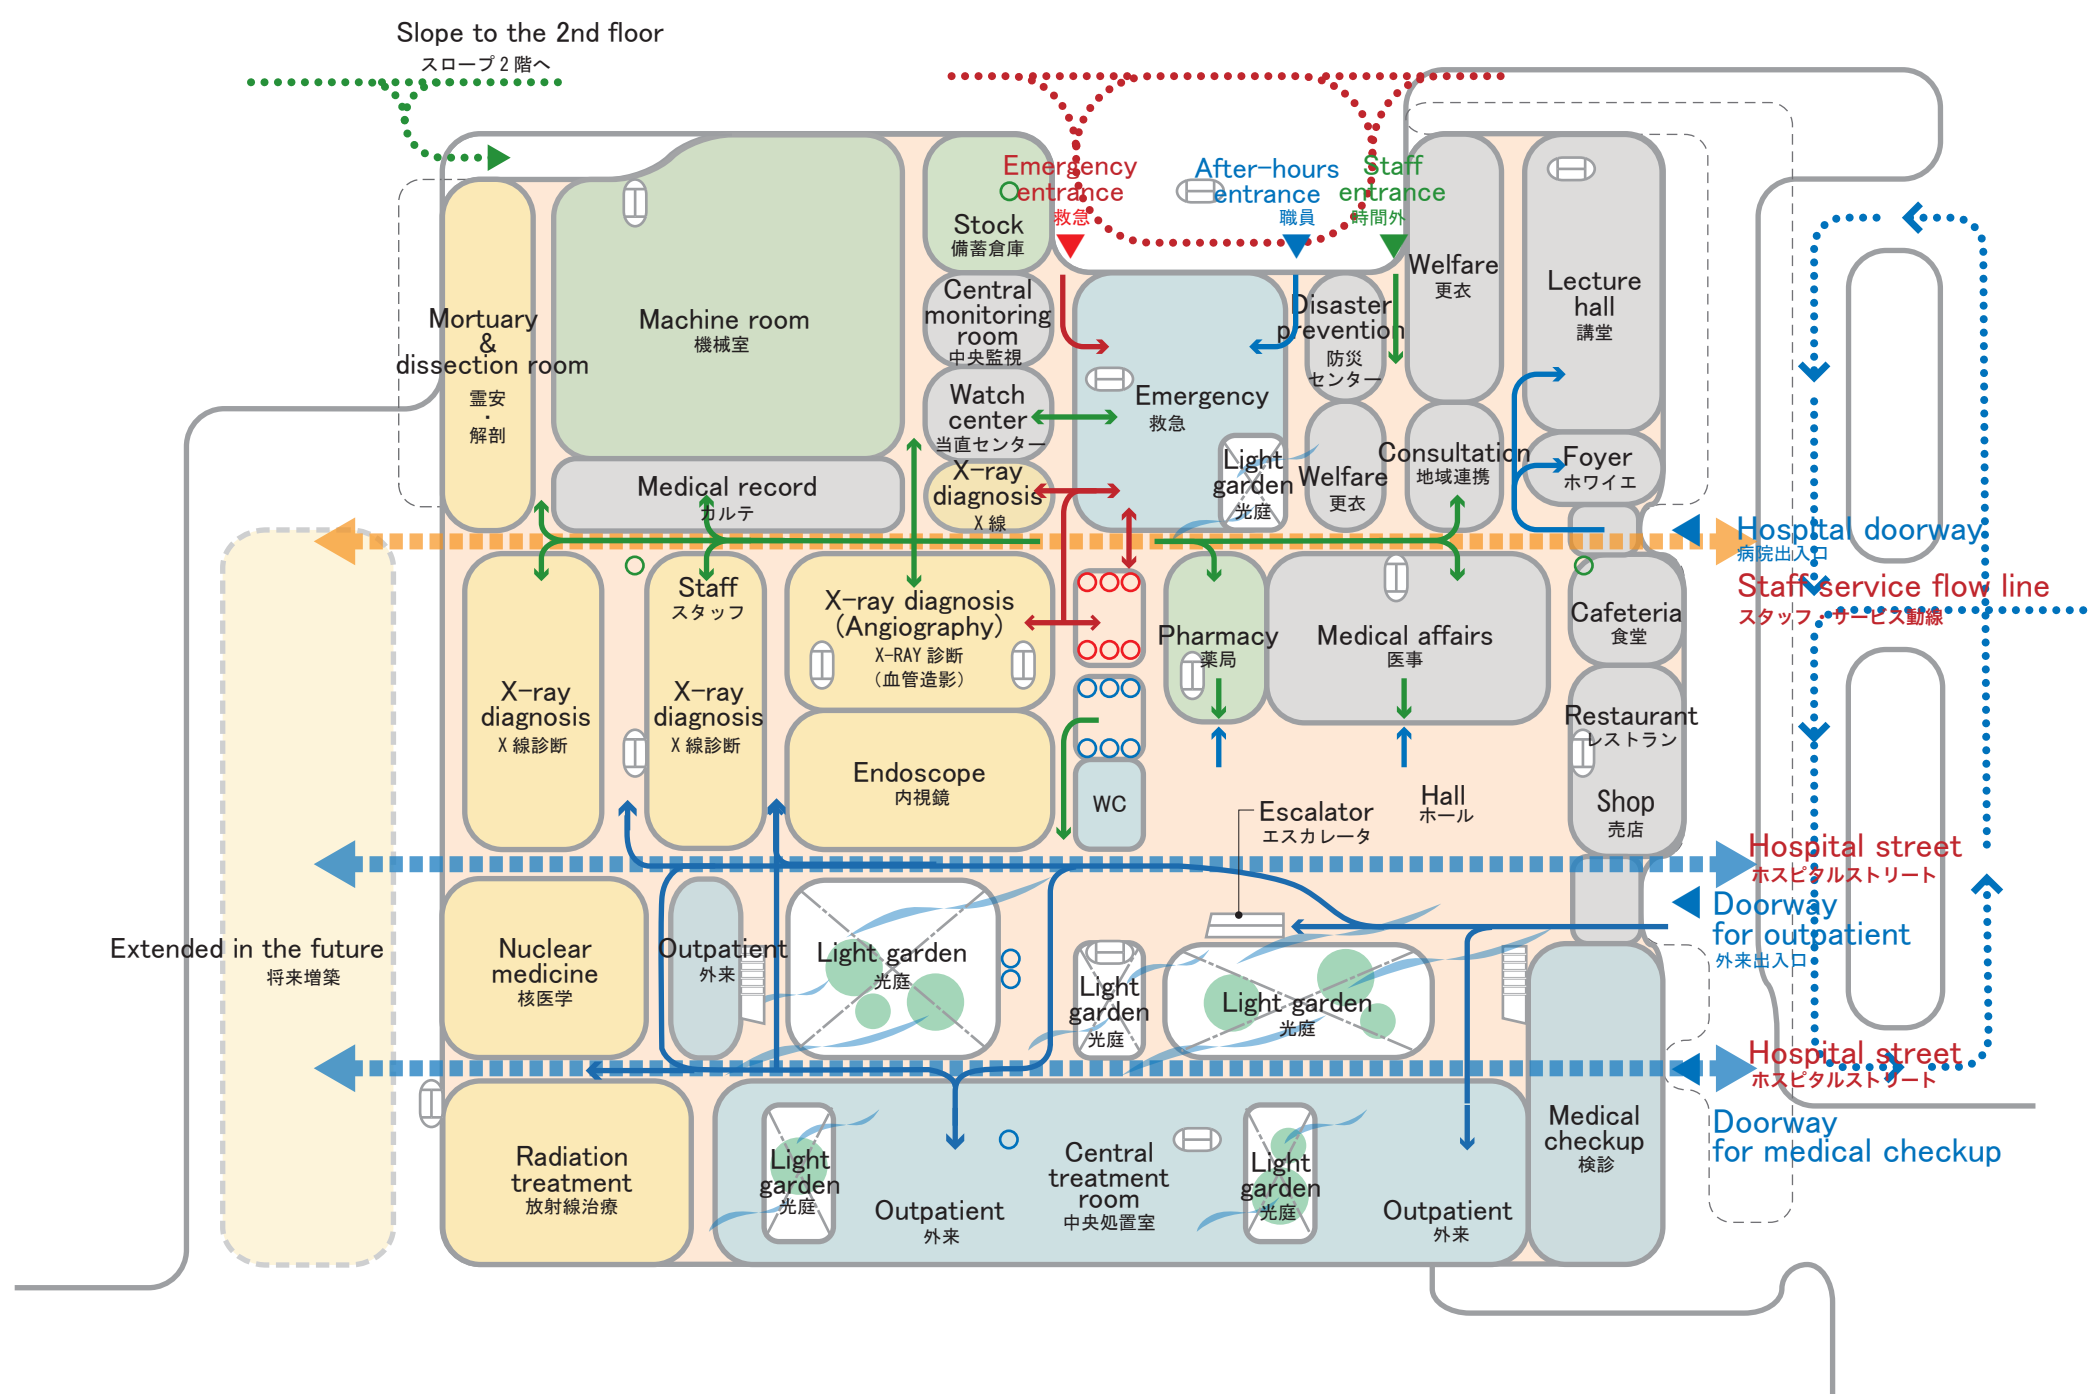 Slope to the 2nd floor
スロープ2階へ
Emergency
entrance
救急
After-hours
entrance
職員
Staff
entrance
時間外
Stock
備蓄倉庫
Mortuary
&
dissection room
霊安
・
解剖
Machine room
機械室
Central
monitoring
room
中央監視
Watch
center
当直センター
X-ray
diagnosis
X線
Medical record
カルテ
Emergency
救急
Light
garden
光庭
Disaster
prevention
防災
センター
Welfare
更衣
Welfare
更衣
Consultation
地域連携
Lecture
hall
講堂
Foyer
ホワイエ
Hospital doorway
病院出入口
Staff service flow line
スタッフ・サービス動線
X-ray
diagnosis
X線診断
Staff
スタッフ
X-ray
diagnosis
X線診断
X-ray diagnosis
(Angiography)
X-RAY診断
(血管造影)
Endoscope
内視鏡
WC
Pharmacy
薬局
Medical affairs
医事
Cafeteria
食堂
Restaurant
レストラン
Shop
売店
Escalator
エスカレータ
Hall
ホール
Hospital street
ホスピタルストリート
Doorway
for outpatient
外来出入口
Extended in the future
将来増築
Nuclear
medicine
核医学
Outpatient
外来
Light garden
光庭
Light
garden
光庭
Light garden
光庭
Hospital street
ホスピタルストリート
Doorway
for medical checkup
Radiation
treatment
放射線治療
Light
garden
光庭
Outpatient
外来
Central
treatment
room
中央処置室
Light
garden
光庭
Outpatient
外来
Medical
checkup
検診